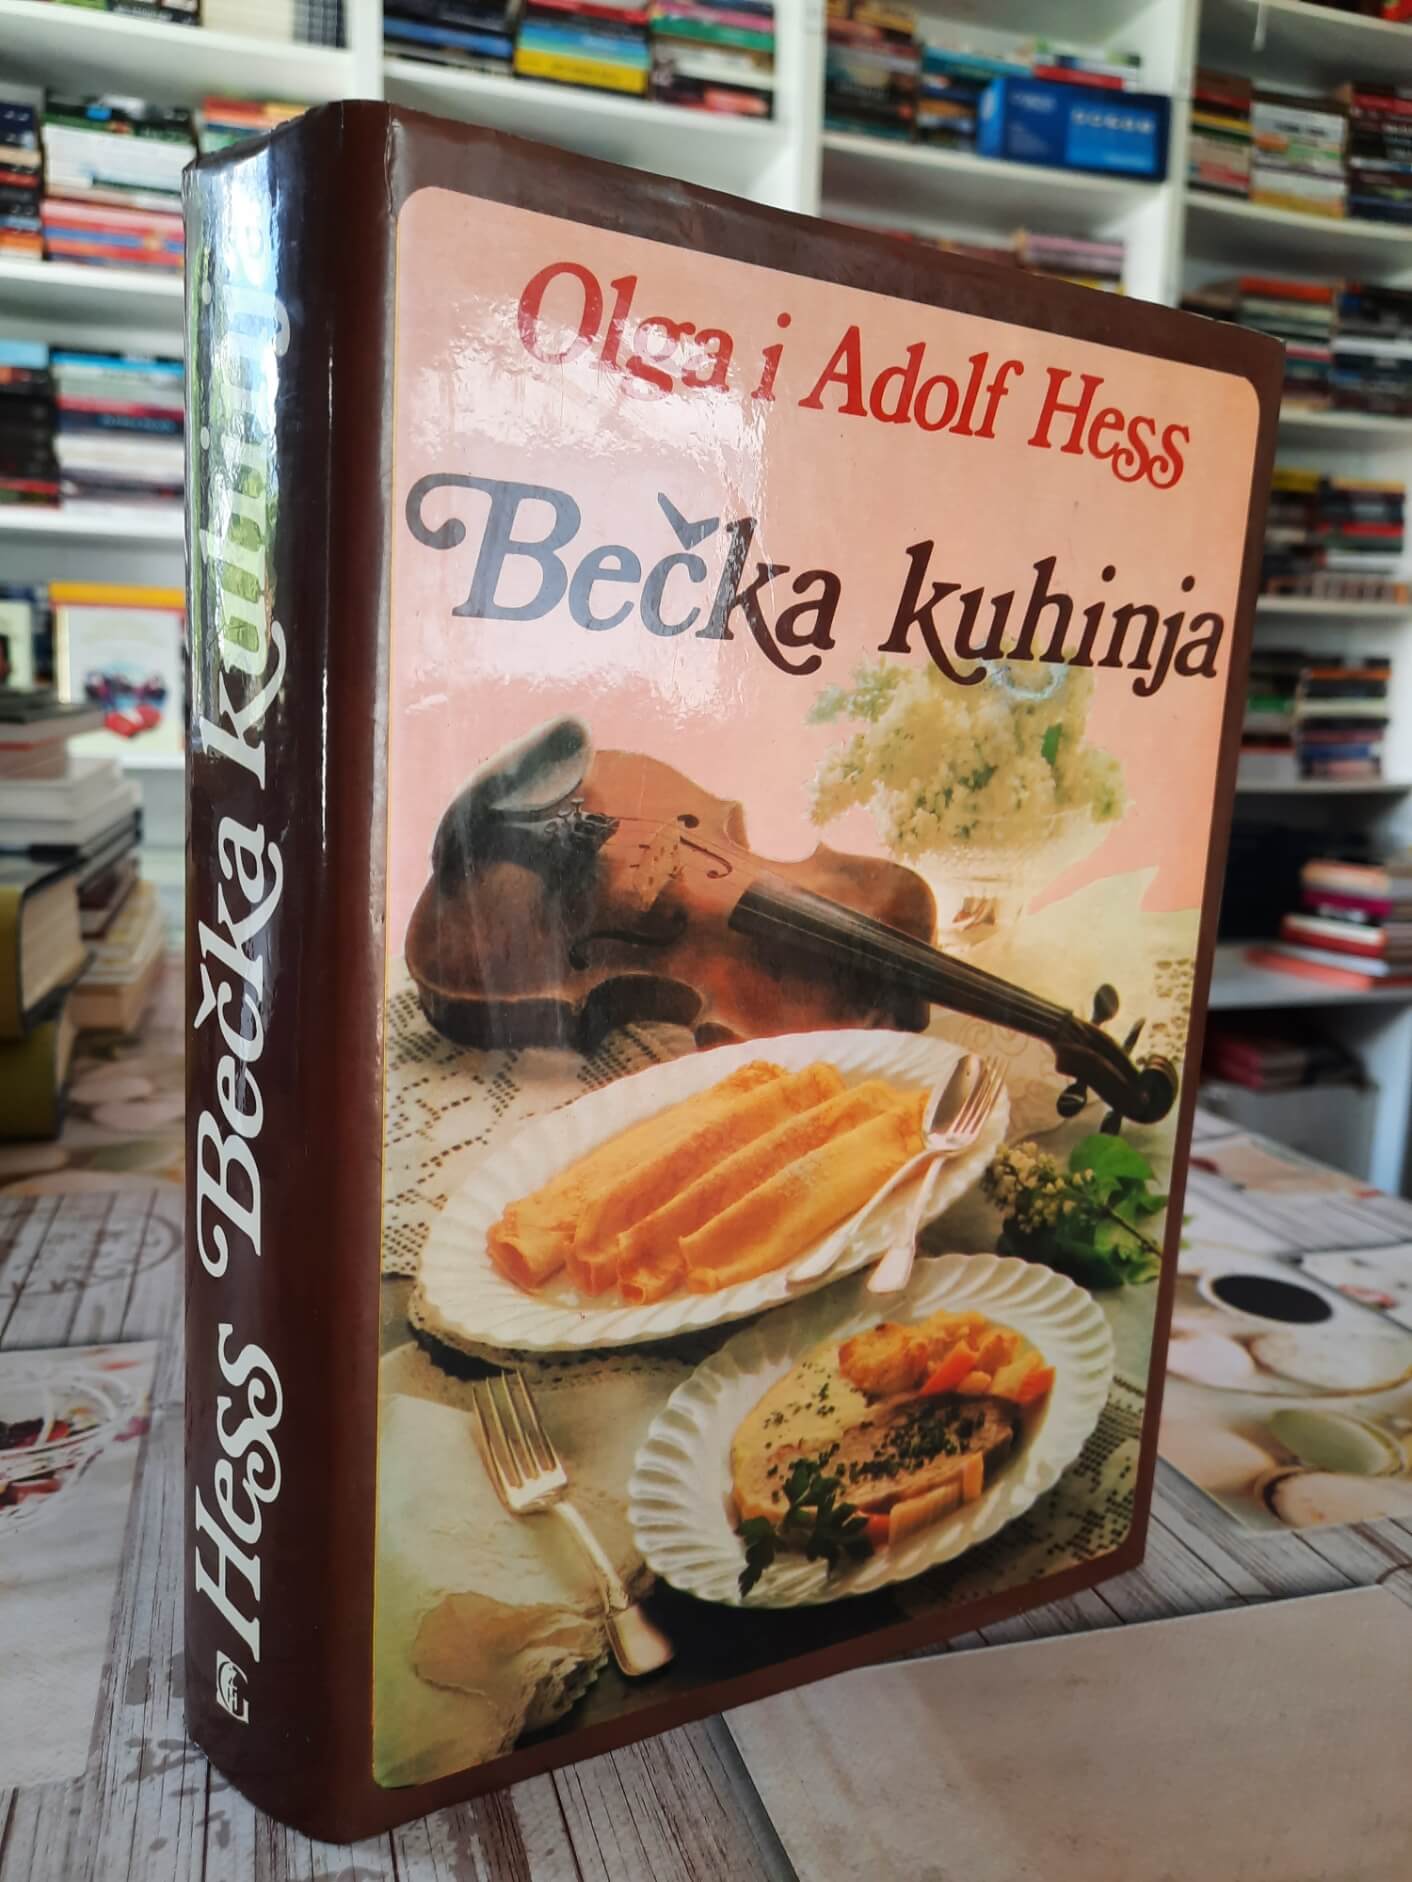 Olga i Adolf Hess
Bečka kuhinja
Hess Bečka kuhinja